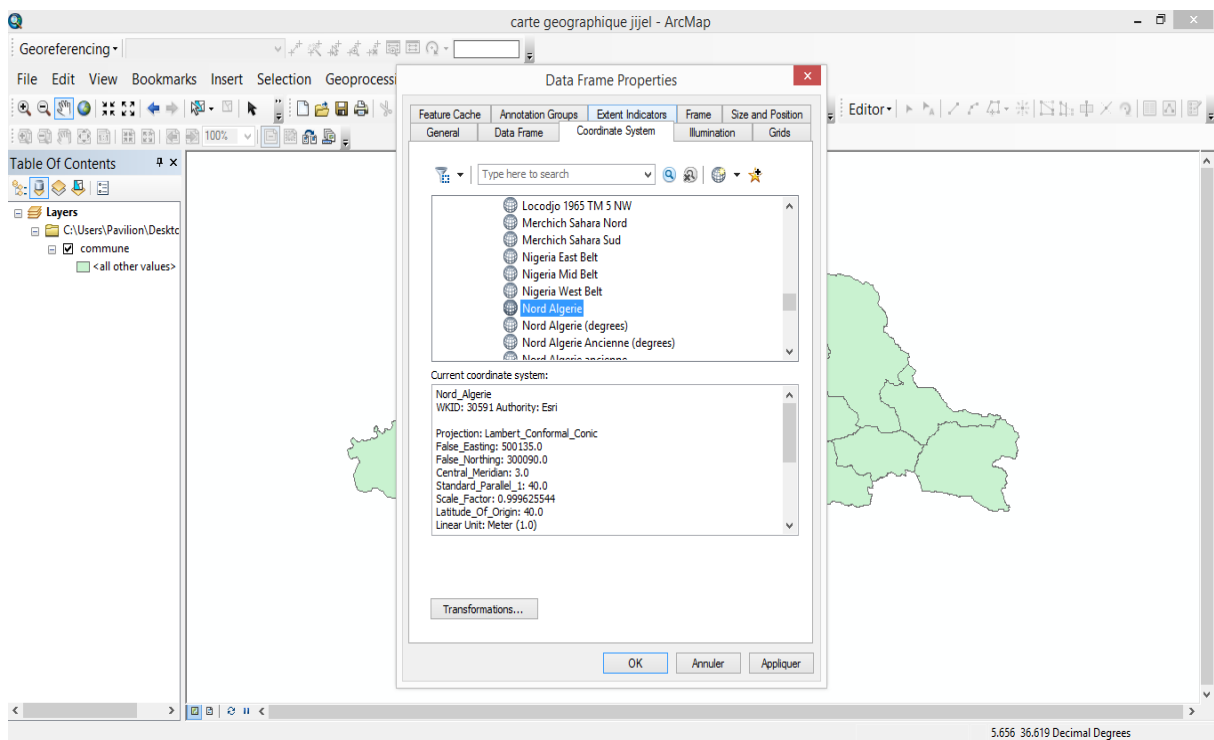 carte geographique jijel - ArcMap
Georeferencing
File Edit View Bookmarks Insert Selection Geoprocessi
Data Frame Properties
Editor
100%
Feature Cache Annotation Groups Extent Indicators Frame Size and Position
General Data Frame Coordinate System Illumination Grids
Table Of Contents
Layers
C:\Users\Pavilion\Deskto
commune
<all other values>
Type here to search
Locodjo 1965 TM 5 NW
Merchich Sahara Nord
Merchich Sahara Sud
Nigeria East Belt
Nigeria Mid Belt
Nigeria West Belt
Nord Algerie
Nord Algerie (degrees)
Nord Algerie Ancienne (degrees)
Nord Algerie ancienne
Current coordinate system:
Nord_Algerie
WKID: 30591 Authority: Esri
Projection: Lambert_Conformal_Conic
False_Easting: 500135.0
False_Northing: 300090.0
Central_Meridian: 3.0
Standard_Parallel_1: 40.0
Scale_Factor: 0.999625544
Latitude_Of_Origin: 40.0
Linear Unit: Meter (1.0)
Transformations...
OK Annuler Appliquer
5.656 36.619 Decimal Degrees